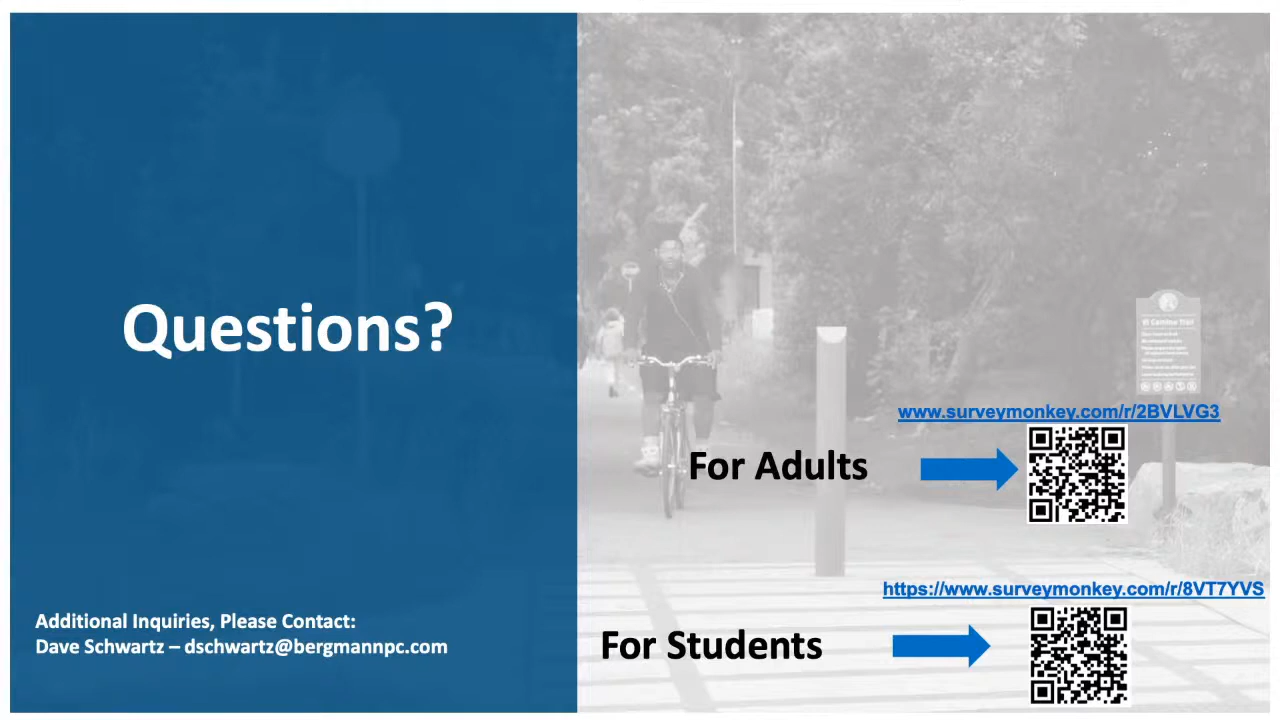 Questions?
Additional Inquiries, Please Contact:
Dave Schwartz – dschwartz@bergmannpc.com
www.surveymonkey.com/r/2BVLVG3
For Adults
https://www.surveymonkey.com/r/8VT7YVS
For Students